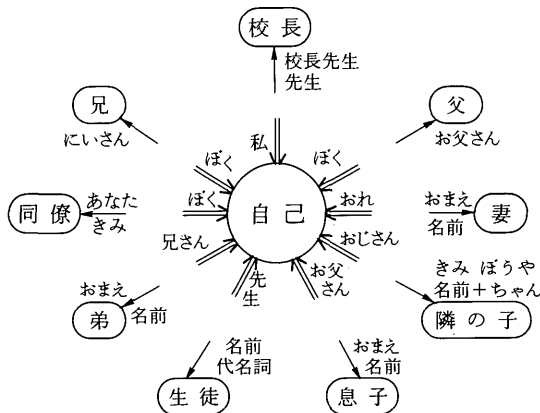 校長
校長先生
先生
兄
にいさん
父
お父さん
私
ぼく
ぼく
同僚
あなた
きみ
ぼく
自己
おれ
おまえ
名前
妻
兄さん
おじさん
先生
お父さん
おまえ
名前
弟
きみ ぼうや
名前+ちゃん
隣の子
名前
代名詞
生徒
おまえ
名前
息子